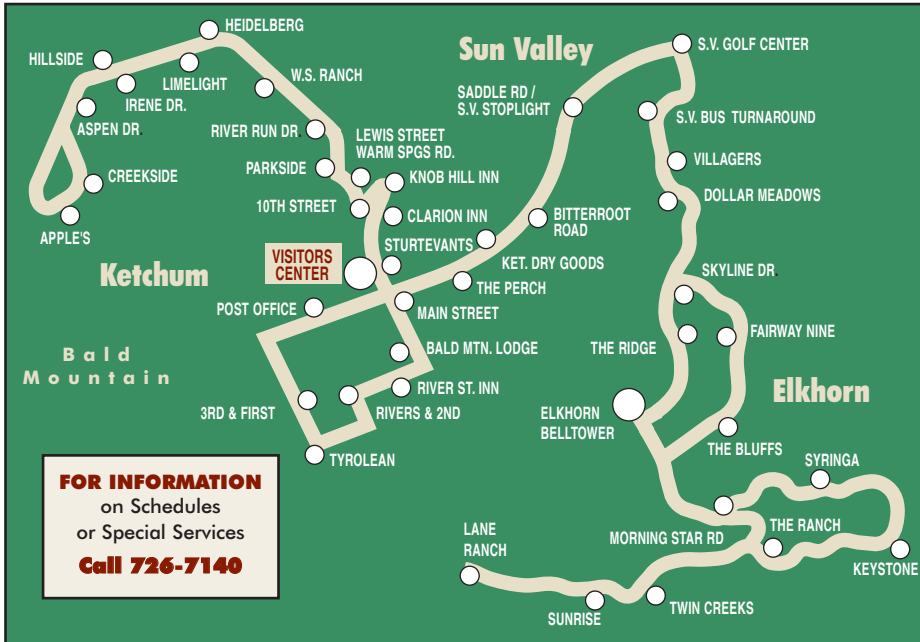 HEIDELBERG
HILLSIDE
LIMELIGHT
IRENE DR.
W.S. RANCH
ASPEN DR.
RIVER RUN DR.
LEWIS STREET
WARM SPGS RD.
PARKSIDE
CREEKSIDE
KNOB HILL INN
10TH STREET
CLARION INN
APPLE'S
STURTEVANTS
VISITORS
CENTER
Ketchum
POST OFFICE
Sun Valley
S.V. GOLF CENTER
SADDLE RD /
S.V. STOPLIGHT
S.V. BUS TURNAROUND
VILLAGERS
DOLLAR MEADOWS
BITTERROOT
ROAD
KET. DRY GOODS
THE PERCH
MAIN STREET
SKYLINE DR.
Bald
Mountain
BALD MTN. LODGE
RIVER ST. INN
3RD & FIRST
RIVERS & 2ND
TYROLEAN
THE RIDGE
FAIRWAY NINE
Elkhorn
ELKHORN
BELLTOWER
THE BLUFFS
SYRINGA
MORNING STAR RD
THE RANCH
KEYSTONE
LANE
RANCH
SUNRISE
TWIN CREEKS
FOR INFORMATION
on Schedules
or Special Services
Call 726-7140